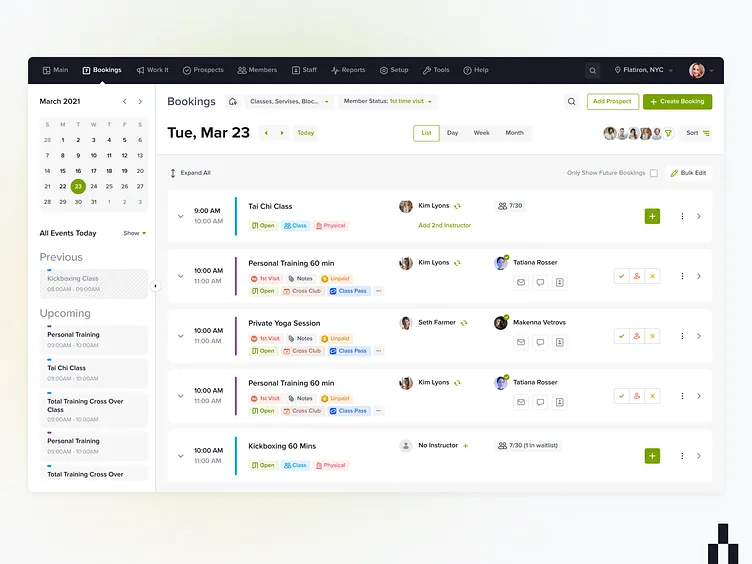 Main Bookings Work It Prospects Members Staff Reports Setup Tools Help Flatiron, NYC
March 2021
S M T W T F S
28 1 2 3 4 5 6
7 8 9 10 11 12 13
14 15 16 17 18 19 20
21 22 23 24 25 26 27
28 29 30 31 1 2 3
All Events Today Show
Previous
Kickboxing Class
08:00AM - 09:00AM
Upcoming
Personal Training
09:00AM - 10:00AM
Tai Chi Class
09:00AM - 10:00AM
Total Training Cross Over
Class
09:00AM - 10:00AM
Personal Training
09:00AM - 10:00AM
Total Training Cross Over
Bookings Classes, Servises, Bloc... Member Status: 1st time visit Add Prospect + Create Booking
Tue, Mar 23 Today List Day Week Month Sort
Expand All Only Show Future Bookings Bulk Edit
9:00 AM Tai Chi Class Kim Lyons 7/30
10:00 AM Open Class Physical Add 2nd Instructor
10:00 AM Personal Training 60 min Kim Lyons Tatiana Rosser
11:00 AM 1st Visit Notes Unpaid
Open Cross Club Class Pass
10:00 AM Private Yoga Session Seth Farmer Makenna Vetrovs
11:00 AM 1st Visit Notes Unpaid
Open Cross Club Class Pass
10:00 AM Personal Training 60 min Kim Lyons Tatiana Rosser
11:00 AM 1st Visit Notes Unpaid
Open Cross Club Class Pass
10:00 AM Kickboxing 60 Mins No Instructor + 7/30 (1 in waitlist)
11:00 AM Open Class Physical